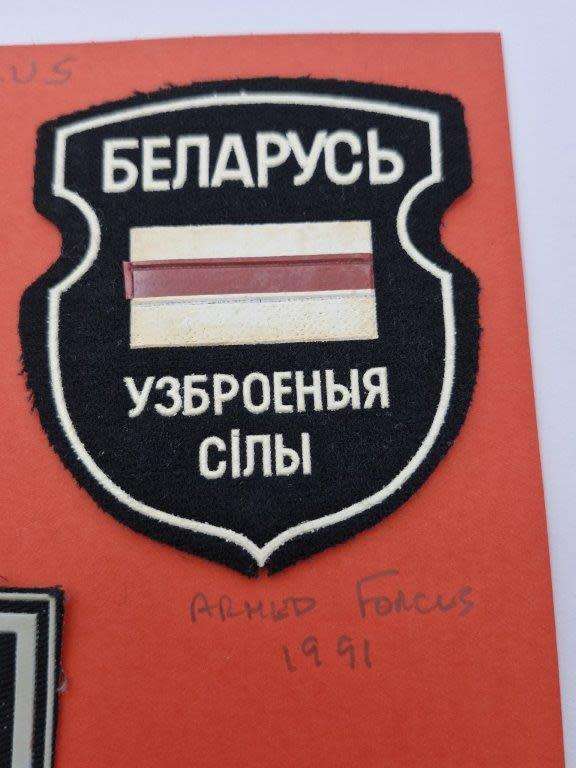 БЕЛАРУСЬ
УЗБРОЕНЫЯ
СІЛЫ
ARMED FORCES
1991